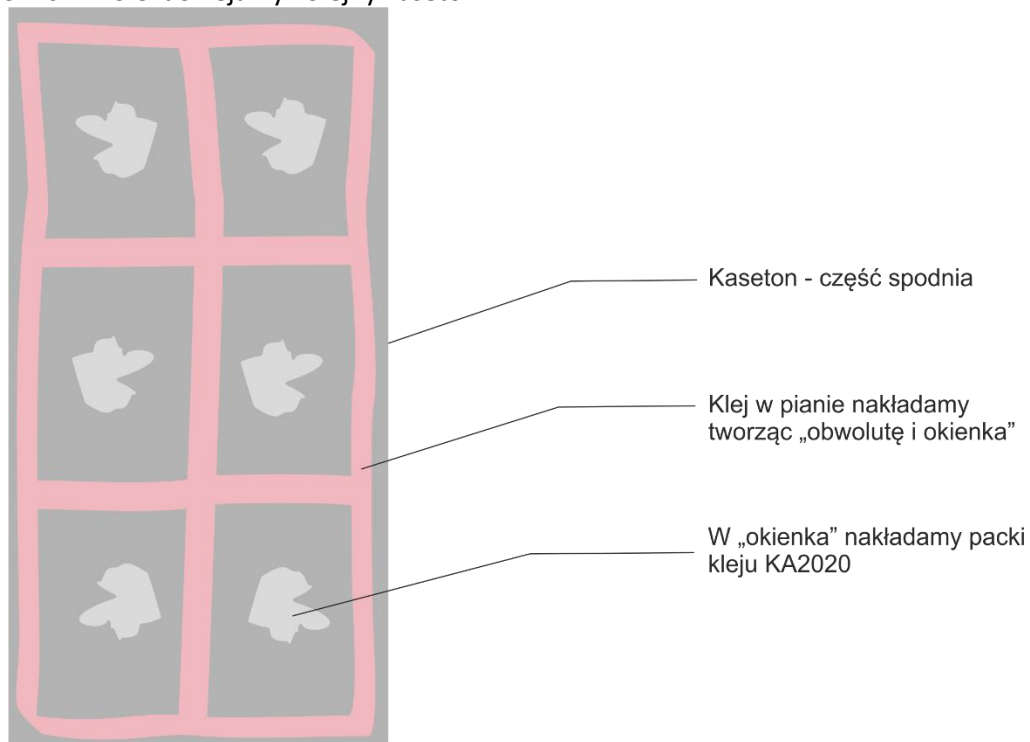 Kaseton - część spodnia
Klej w pianie nakładamy
tworząc „obwolutę i okienka”
W „okienka” nakładamy packi
kleju KA2020